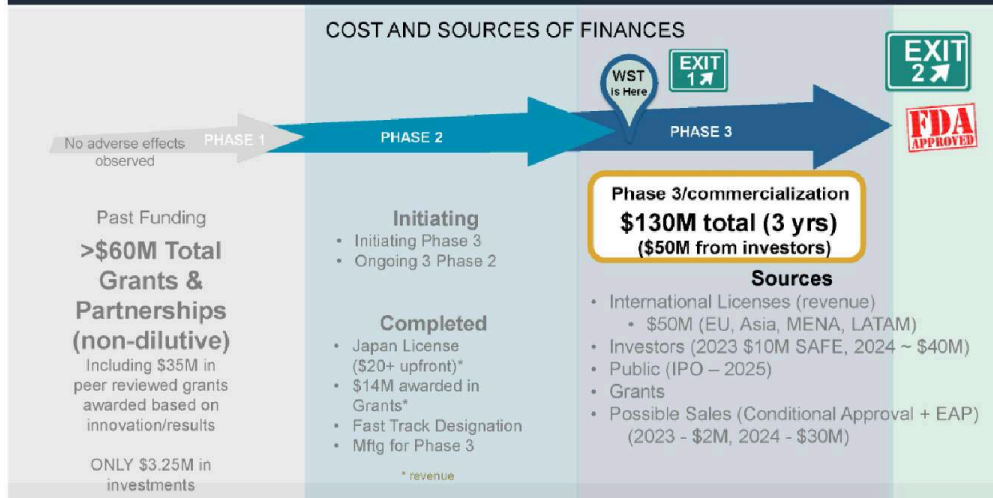 COST AND SOURCES OF FINANCES
WST
is Here
EXIT
1
EXIT
2
No adverse effects
observed
PHASE 1
PHASE 2
PHASE 3
FDA
APPROVED
Past Funding
>$60M Total
Grants &
Partnerships
(non-dilutive)
Including $35M in
peer reviewed grants
awarded based on
innovation/results
ONLY $3.25M in
investments
Initiating
• Initiating Phase 3
• Ongoing 3 Phase 2
Completed
• Japan License
($20+ upfront)*
• $14M awarded in
Grants*
• Fast Track Designation
• Mftg for Phase 3
* revenue
Phase 3/commercialization
$130M total (3 yrs)
($50M from investors)
Sources
• International Licenses (revenue)
• $50M (EU, Asia, MENA, LATAM)
• Investors (2023 $10M SAFE, 2024 ~ $40M)
• Public (IPO – 2025)
• Grants
• Possible Sales (Conditional Approval + EAP)
(2023 - $2M, 2024 - $30M)